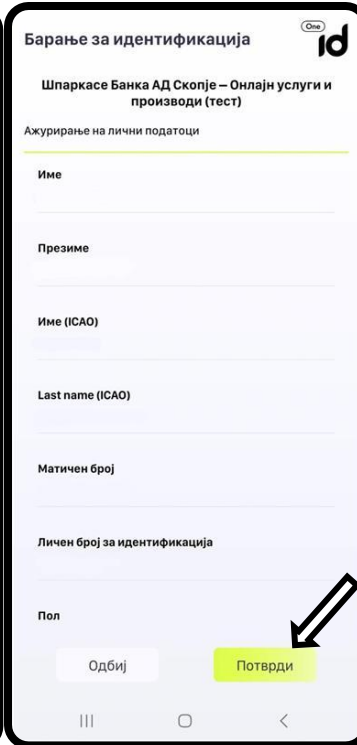 Барање за идентификација
One
id
Шпаркасе Банка АД Скопје – Онлајн услуги и
производи (тест)
Ажурирање на лични податоци
Име
Презиме
Име (ICAO)
Last name (ICAO)
Матичен број
Личен број за идентификација
Пол
Одбиј
Потврди